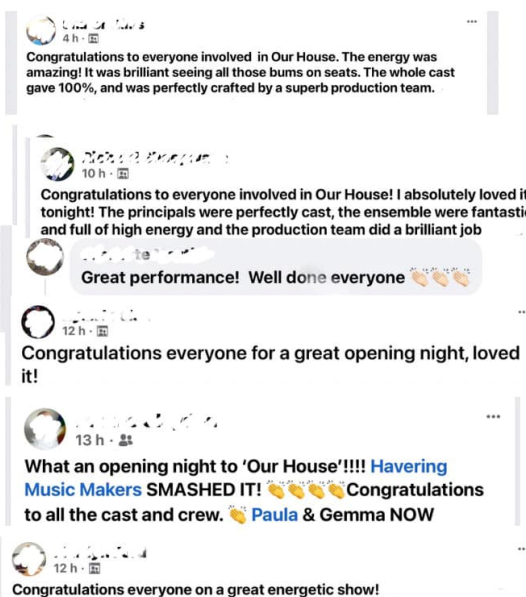 4 h ·
Congratulations to everyone involved in Our House. The energy was
amazing! It was brilliant seeing all those bums on seats. The whole cast
gave 100%, and was perfectly crafted by a superb production team.
10 h ·
Congratulations to everyone involved in Our House! I absolutely loved it
tonight! The principals were perfectly cast, the ensemble were
and full of high energy and the production team did a brilliant job
Great performance! Well done everyone 👏🏻👏🏻👏🏻
12 h ·
Congratulations everyone for a great opening night, loved
it!
13 h ·
What an opening night to ‘Our House’!!!! Havering
Music Makers SMASHED IT! 👏👏👏👏Congratulations
to all the cast and crew. 👏 Paula & Gemma NOW
12 h ·
Congratulations everyone on a great energetic show!